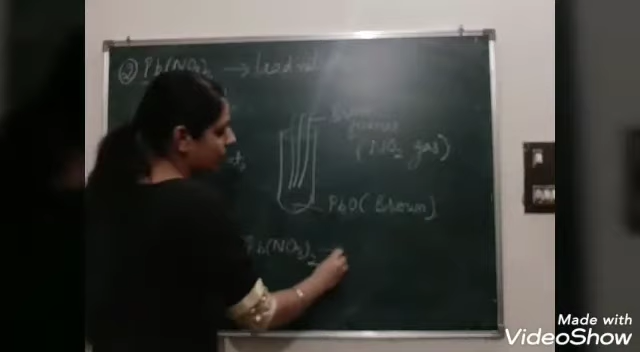 ② Pb(NO₃)₂ → Lead
Brown
fumes
(NO₂ gas)
PbO (Brown)
Pb(NO₃)₂ →
Made with
VideoShow